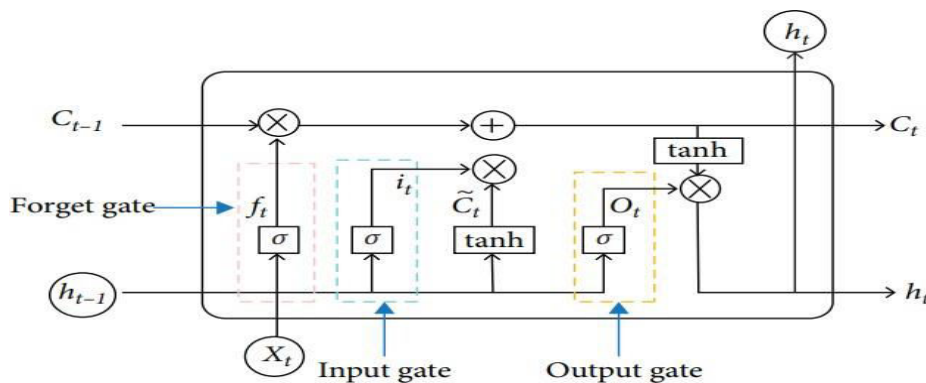 h_t
C_{t-1}
×
+
C_t
tanh
i_t
×
×
Forget gate
f_t
C̃_t
O_t
σ
σ
tanh
σ
h_{t-1}
h_t
X_t
Input gate
Output gate